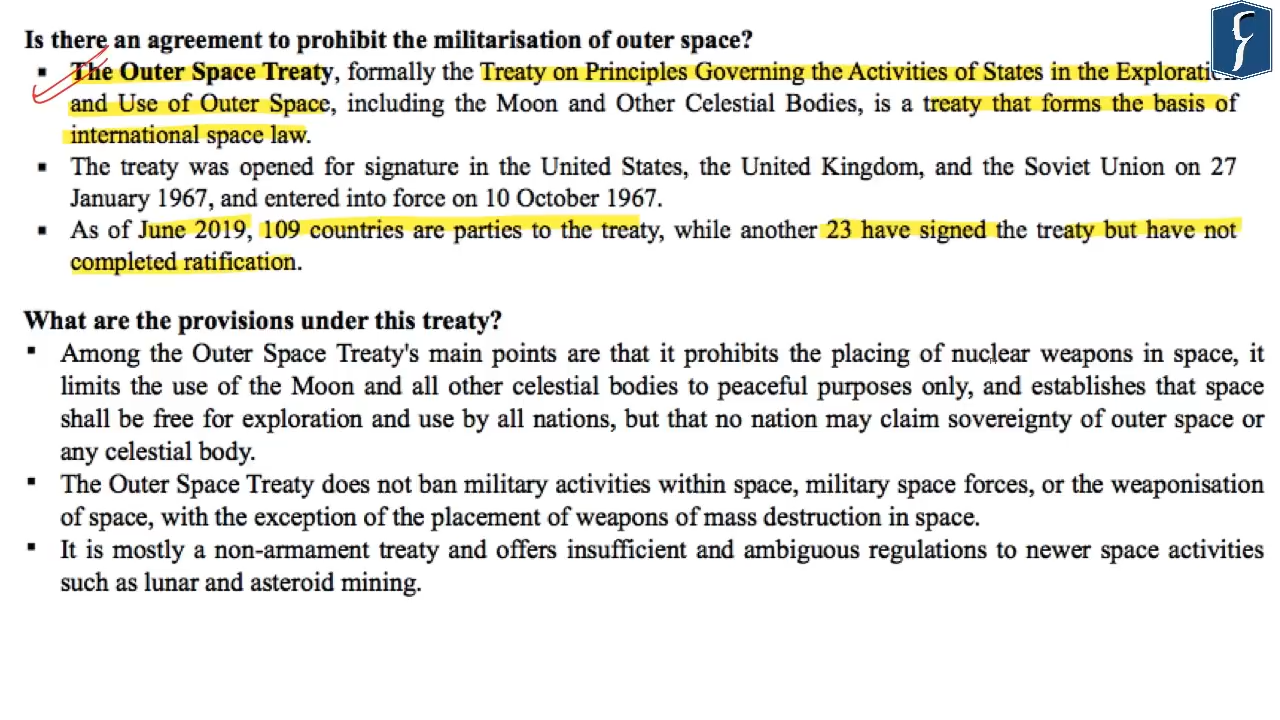 Is there an agreement to prohibit the militarisation of outer space?
▪ The Outer Space Treaty, formally the Treaty on Principles Governing the Activities of States in the Exploration
and Use of Outer Space, including the Moon and Other Celestial Bodies, is a treaty that forms the basis of
international space law.
▪ The treaty was opened for signature in the United States, the United Kingdom, and the Soviet Union on 27
January 1967, and entered into force on 10 October 1967.
▪ As of June 2019, 109 countries are parties to the treaty, while another 23 have signed the treaty but have not
completed ratification.
What are the provisions under this treaty?
▪ Among the Outer Space Treaty's main points are that it prohibits the placing of nuclear weapons in space, it
limits the use of the Moon and all other celestial bodies to peaceful purposes only, and establishes that space
shall be free for exploration and use by all nations, but that no nation may claim sovereignty of outer space or
any celestial body.
▪ The Outer Space Treaty does not ban military activities within space, military space forces, or the weaponisation
of space, with the exception of the placement of weapons of mass destruction in space.
▪ It is mostly a non-armament treaty and offers insufficient and ambiguous regulations to newer space activities
such as lunar and asteroid mining.